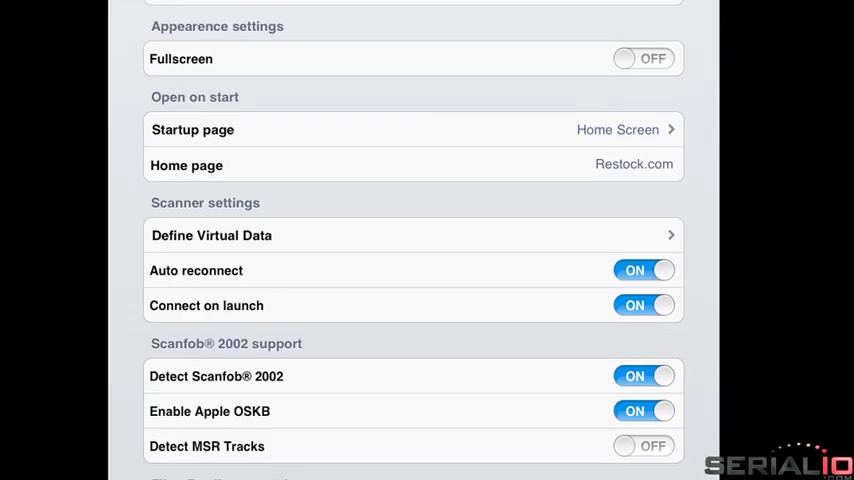 Appearence settings
Fullscreen OFF
Open on start
Startup page Home Screen
Home page Restock.com
Scanner settings
Define Virtual Data
Auto reconnect ON
Connect on launch ON
Scanfob® 2002 support
Detect Scanfob® 2002 ON
Enable Apple OSKB ON
Detect MSR Tracks OFF
SERIALIO
.COM